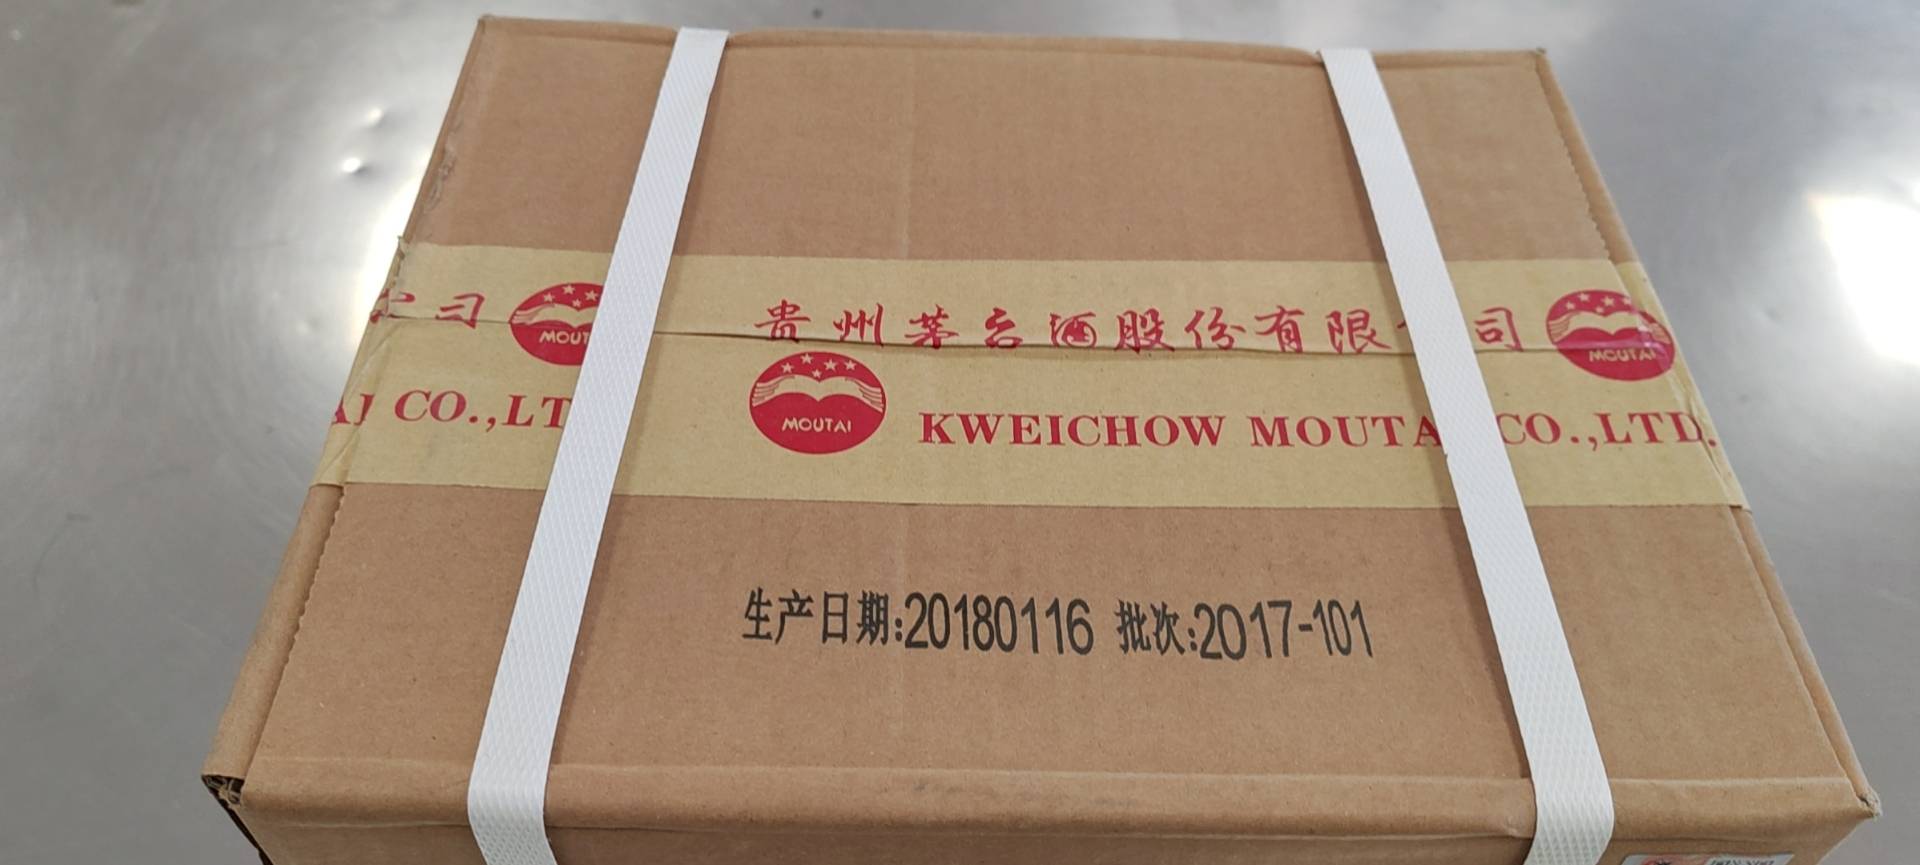 司 MOUT 贵州茅台酒股份有限 司 MOUTAI
CO.,LT MOUTAI KWEICHOW MOUTA CO.,LTD.
生产日期:20180116 批次:2017-101